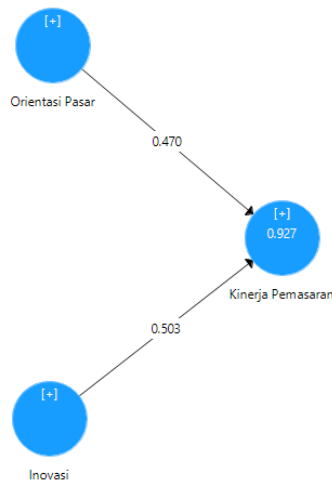 [+]
Orientasi Pasar
0.470
[+]
0.927
Kinerja Pemasaran
0.503
[+]
Inovasi